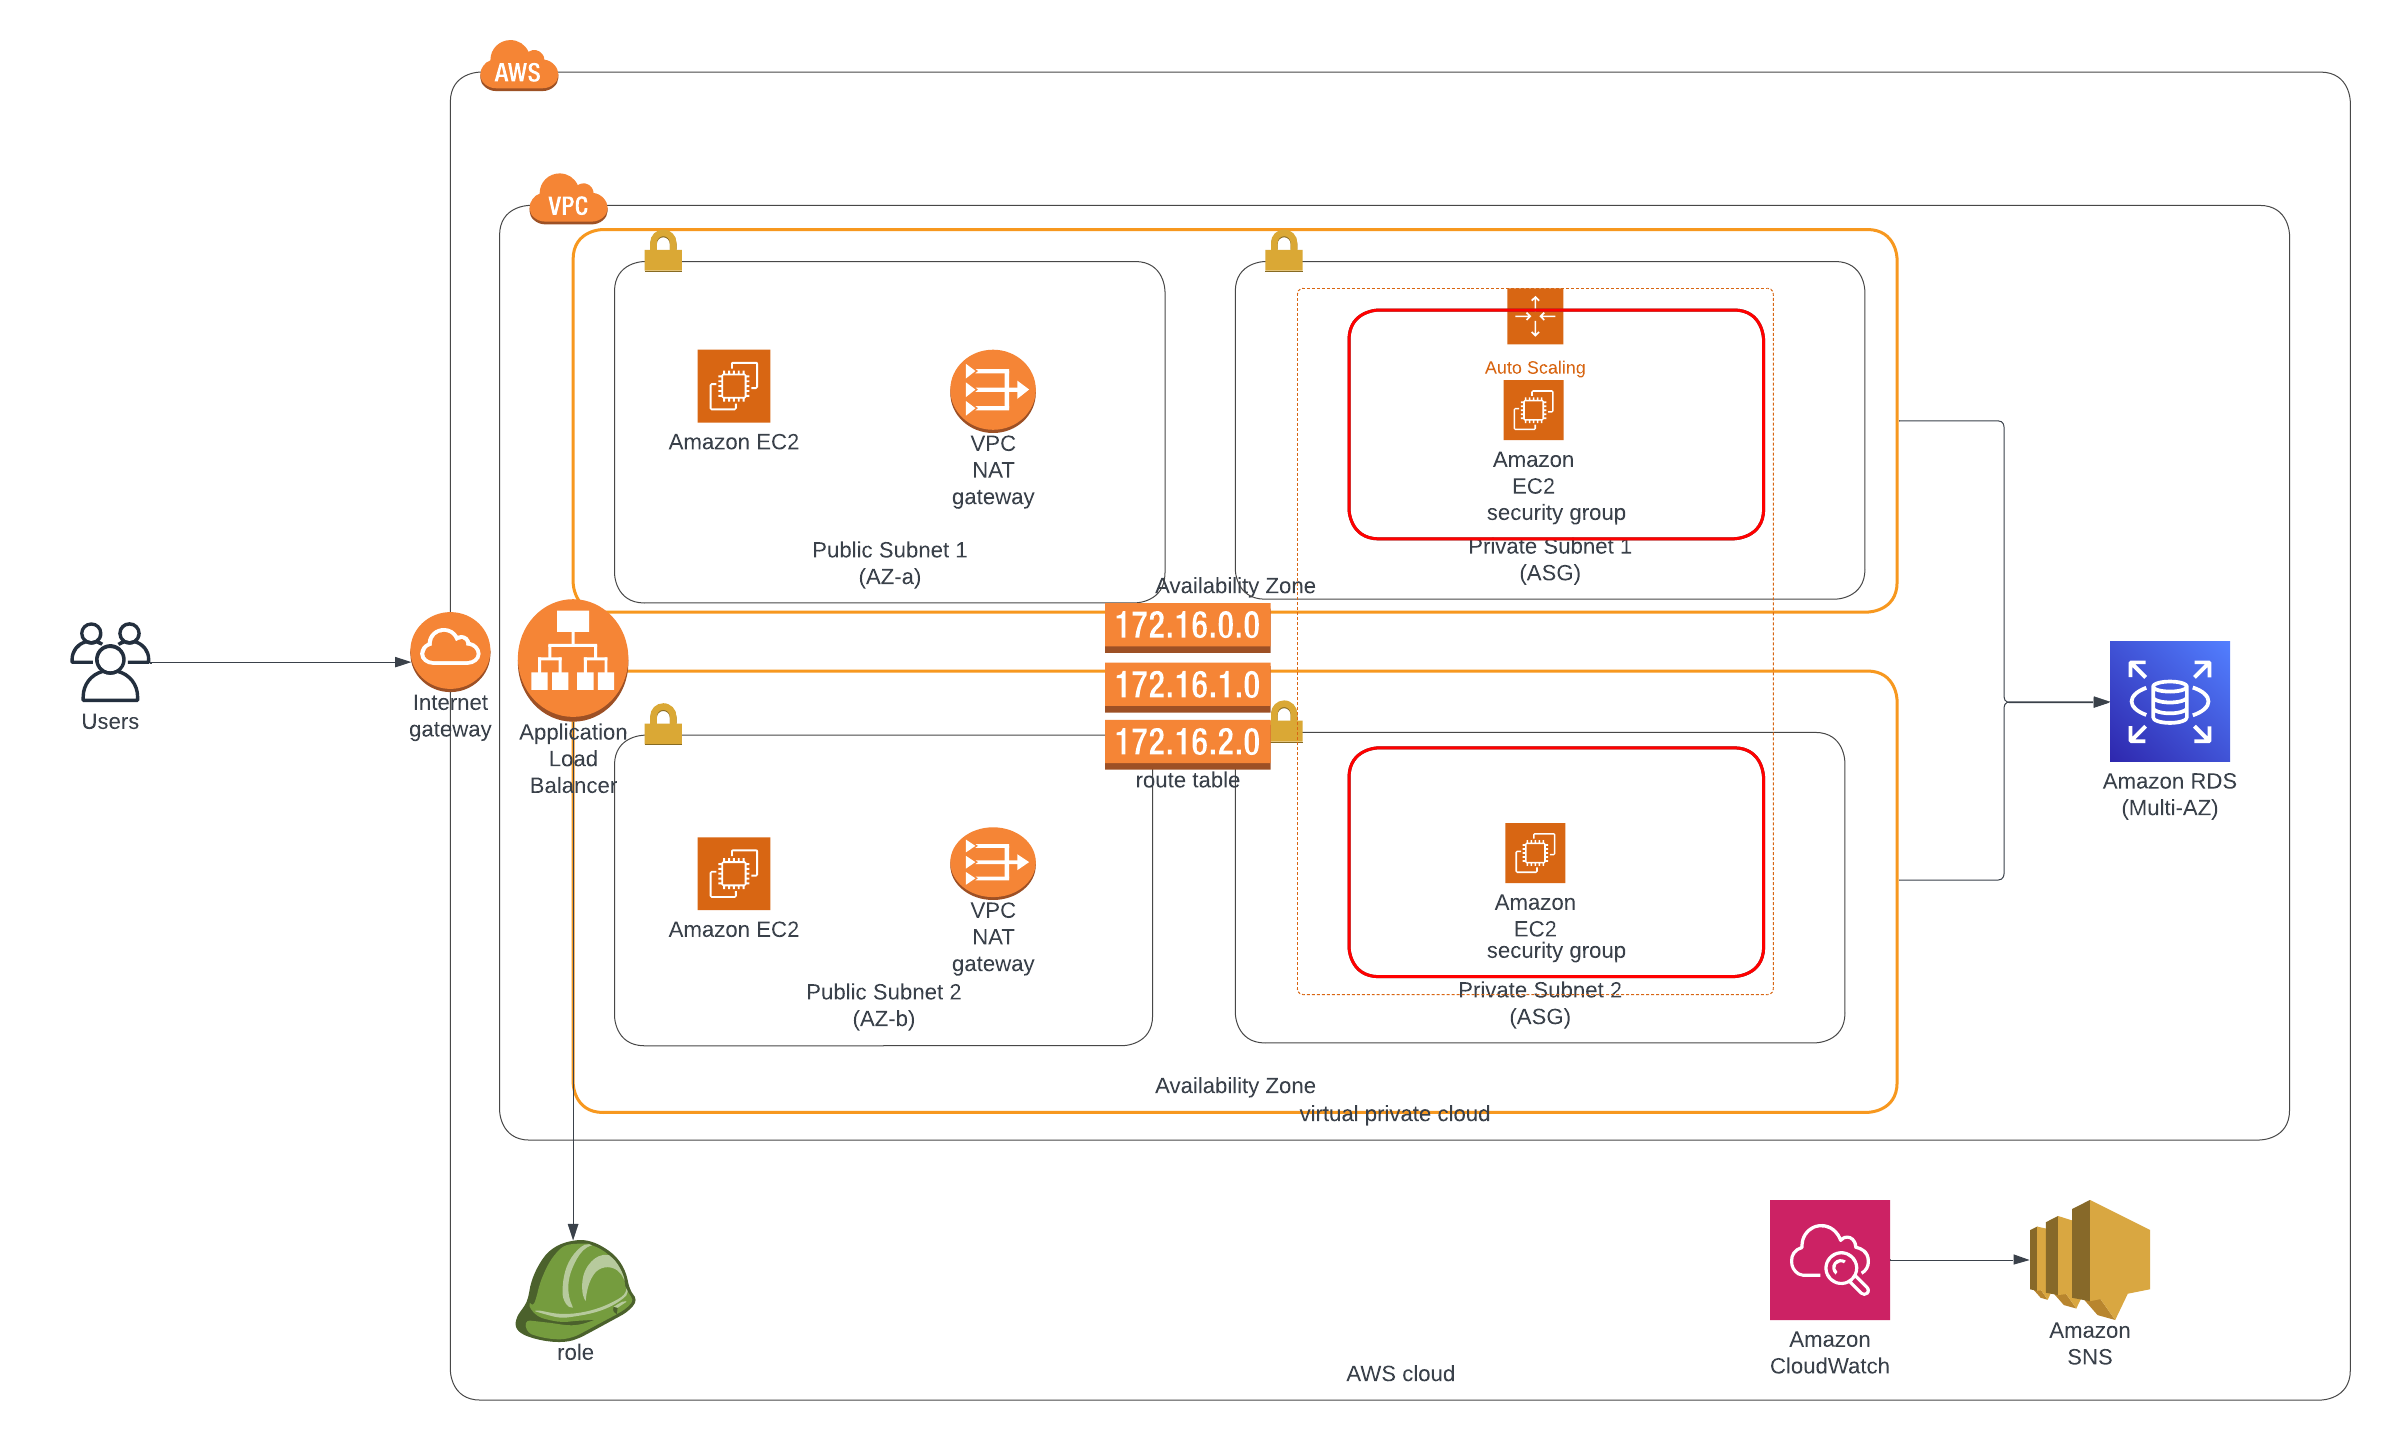 AWS
VPC
Amazon EC2
VPC
NAT
gateway
Public Subnet 1
(AZ-a)
Auto Scaling
Amazon
EC2
security group
Private Subnet 1
(ASG)
Availability Zone
172.16.0.0
172.16.1.0
172.16.2.0
route table
Users
Internet
gateway
Application
Load
Balancer
Amazon RDS
(Multi-AZ)
Amazon EC2
VPC
NAT
gateway
Public Subnet 2
(AZ-b)
Amazon
EC2
security group
Private Subnet 2
(ASG)
Availability Zone
virtual private cloud
role
Amazon
CloudWatch
Amazon
SNS
AWS cloud